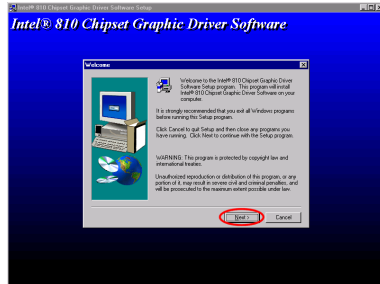 Intel® 810 Chipset Graphic Driver Software Setup
Intel® 810 Chipset Graphic Driver Software
Welcome
Welcome to the Intel® 810 Chipset Graphic Driver
Software Setup program. This program will install
Intel® 810 Chipset Graphic Driver Software on your
computer.
It is strongly recommended that you exit all Windows programs
before running this Setup program.
Click Cancel to quit Setup and then close any programs you
have running. Click Next to continue with the Setup program.
WARNING: This program is protected by copyright law and
international treaties.
Unauthorized reproduction or distribution of this program, or any
portion of it, may result in severe civil and criminal penalties, and
will be prosecuted to the maximum extent possible under law.
Next >
Cancel